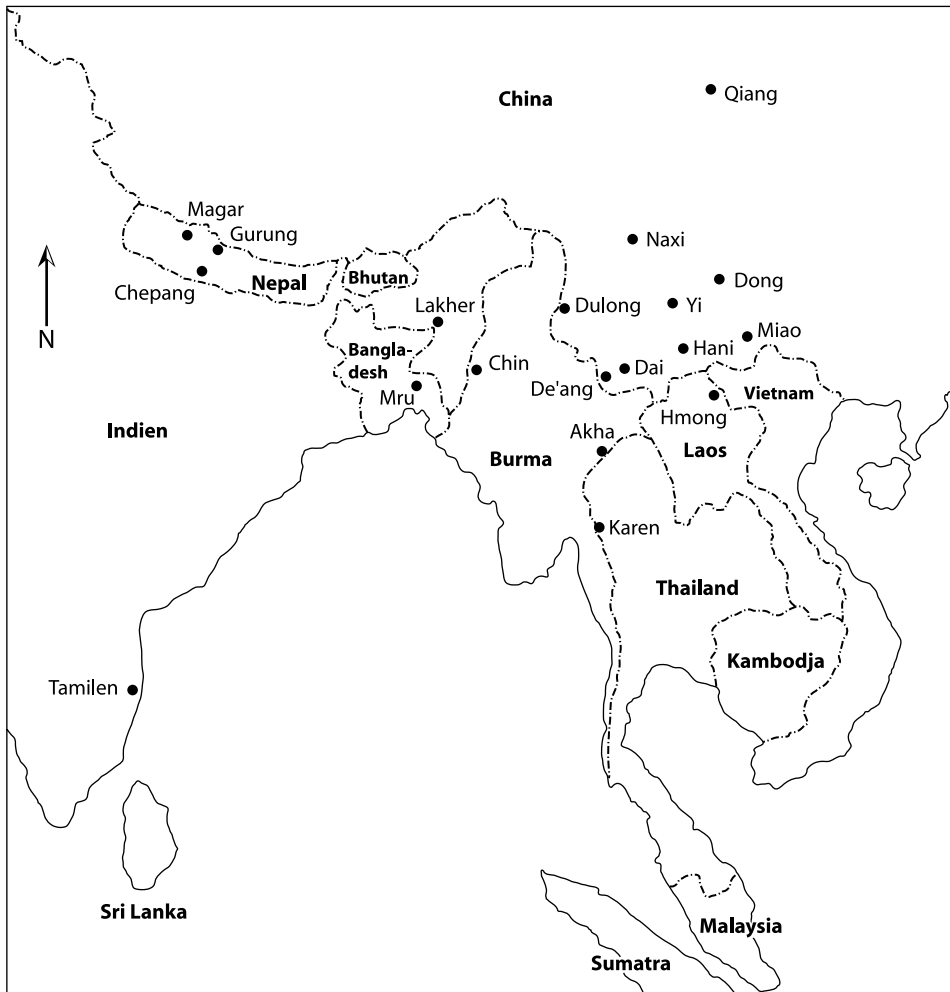 China
Qiang
Magar
Gurung
Naxi
Nepal
Bhutan
Dong
Chepang
Lakher
Dulong
Yi
N
Bangla-
desh
Miao
Chin
Hani
Dai
De'ang
Vietnam
Mru
Hmong
Indien
Akha
Laos
Burma
Karen
Thailand
Kambodja
Tamilen
Sri Lanka
Malaysia
Sumatra